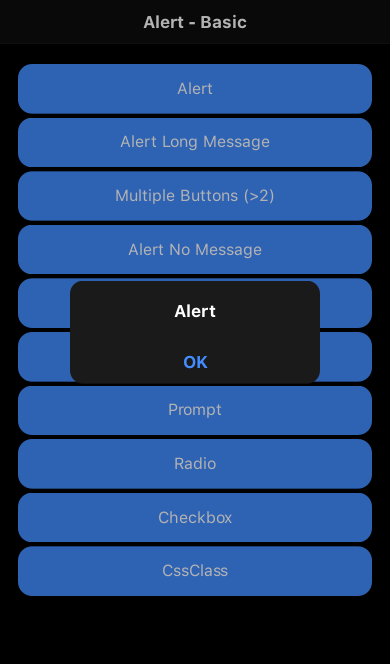 Alert - Basic
Alert
Alert Long Message
Multiple Buttons (>2)
Alert No Message
Alert
OK
Prompt
Radio
Checkbox
CssClass